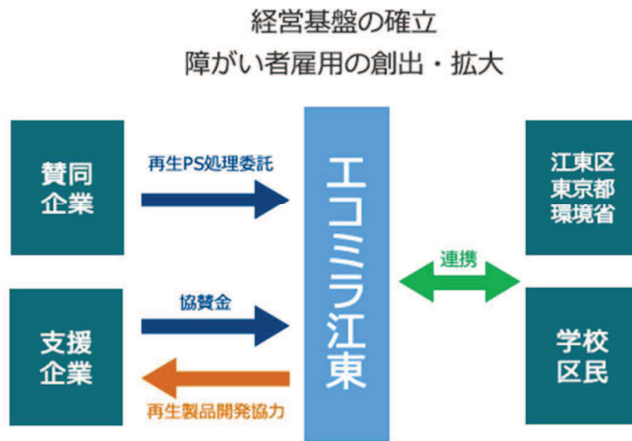 経営基盤の確立
障がい者雇用の創出・拡大
賛同
企業
再生PS処理委託
支援
企業
協賛金
再生製品開発協力
エコミラ江東
連携
江東区
東京都
環境省
学校
区民